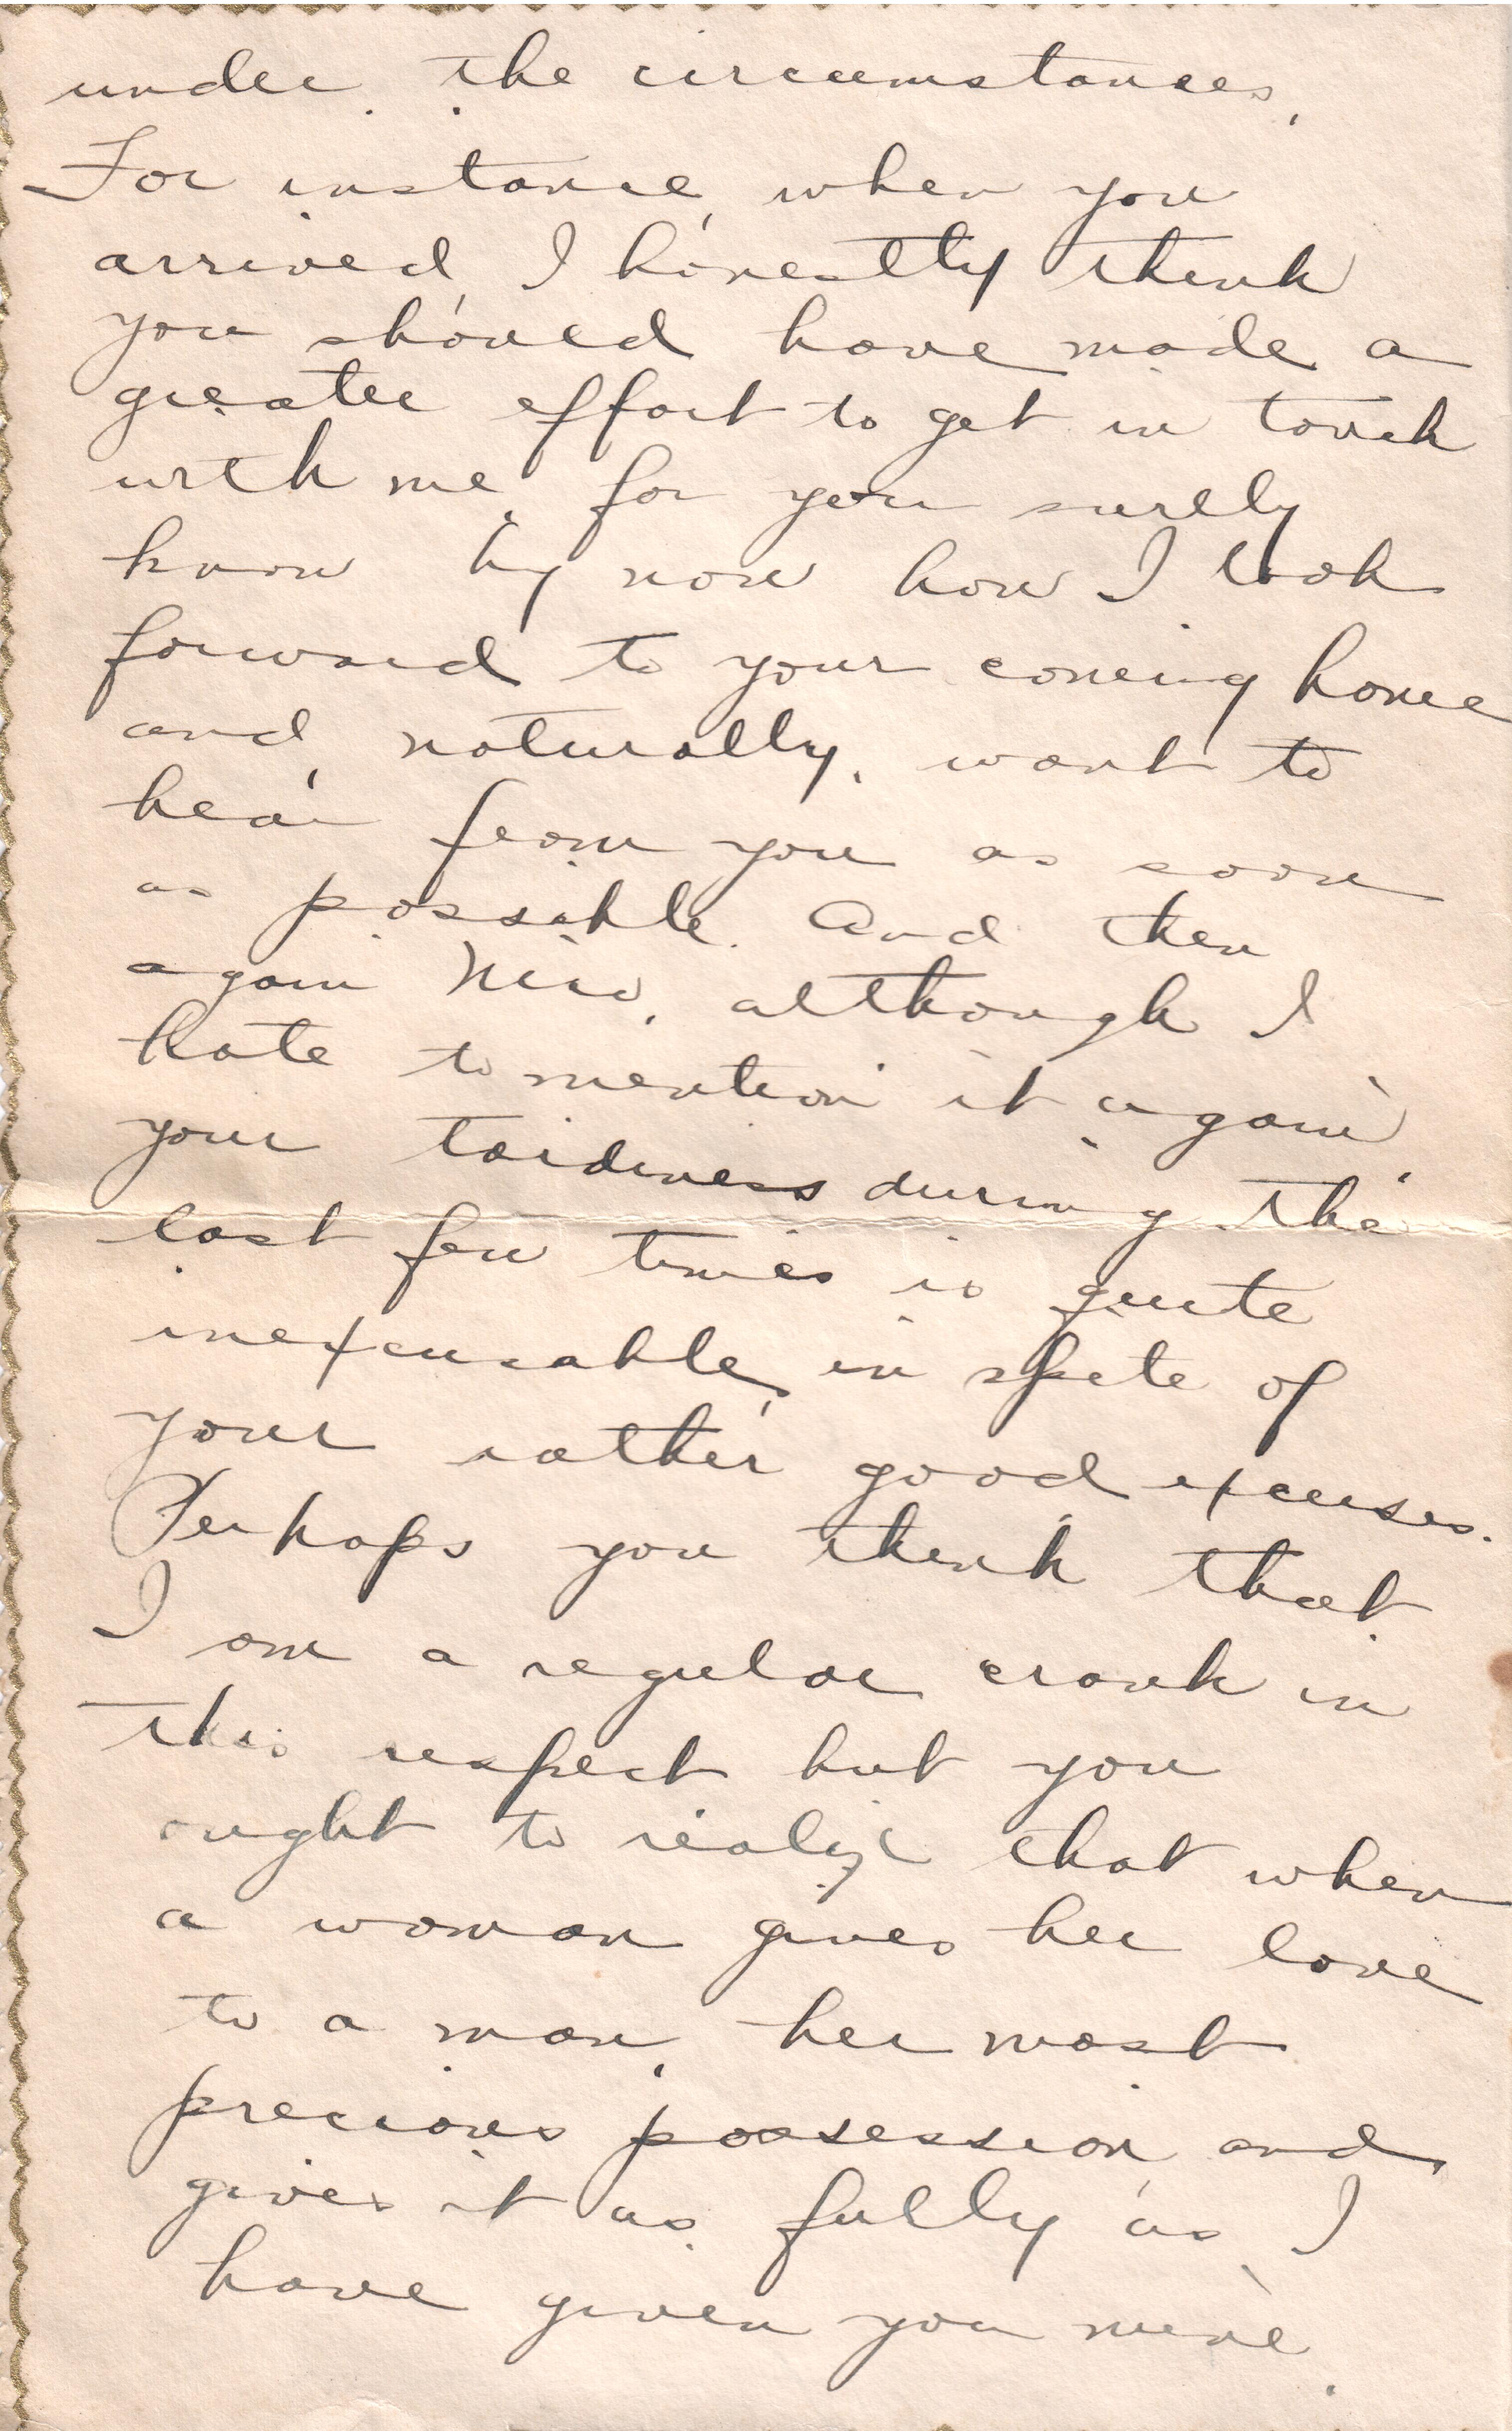 under the circumstances.
For instance, when you
arrived, I honestly think
you should have made a
greater effort to get in touch
with me, for you surely
know by now how I look
forward to your coming home
and, naturally, want to
hear from you as soon
as possible. And then
again, although I
hate to mention it again,
your tardiness during the
last few times is quite
inexcusable, in spite of
your rather good excuses.
Perhaps you think that
I am a regular crank in
this respect but you
ought to realize that when
a woman gives her love
to a man, her most
precious possession and,
gives it as fully as I
have given you mine.